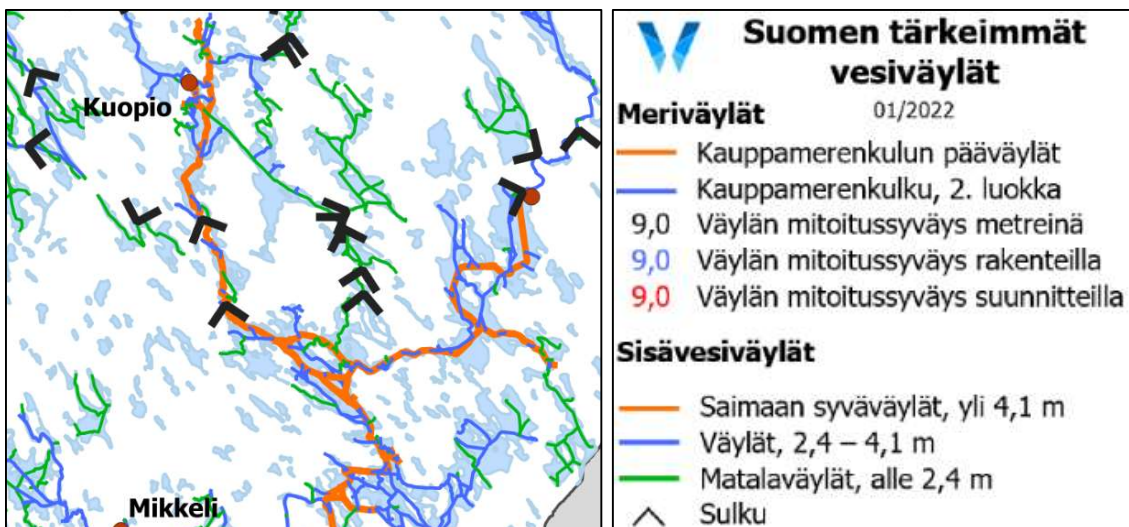 Kuopio
Mikkeli
Suomen tärkeimmät
vesiväylät
01/2022
Meriväylät
Kauppamerenkulun pääväylät
Kauppamerenkulku, 2. luokka
9,0 Väylän mitoitussyväys metreinä
9,0 Väylän mitoitussyväys rakenteilla
9,0 Väylän mitoitussyväys suunnitteilla
Sisävesiväylät
Saimaan syväväylät, yli 4,1 m
Väylät, 2,4 – 4,1 m
Matalaväylät, alle 2,4 m
Sulku